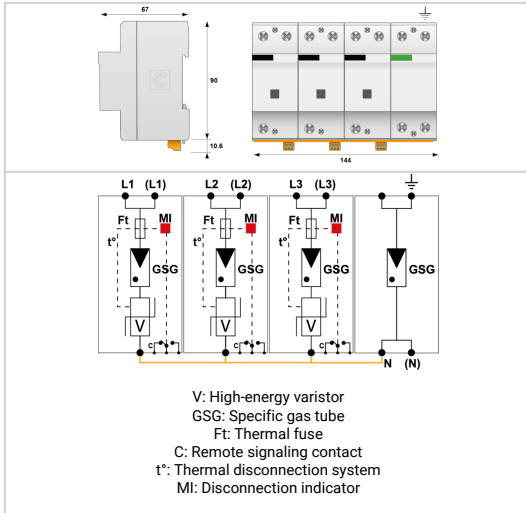 67
90
10.6
144
L1 (L1) L2 (L2) L3 (L3)
Ft MI Ft MI Ft MI
t° t° t°
GSG GSG GSG GSG
V V V
C C C
N (N)
V: High-energy varistor
GSG: Specific gas tube
Ft: Thermal fuse
C: Remote signaling contact
t°: Thermal disconnection system
MI: Disconnection indicator